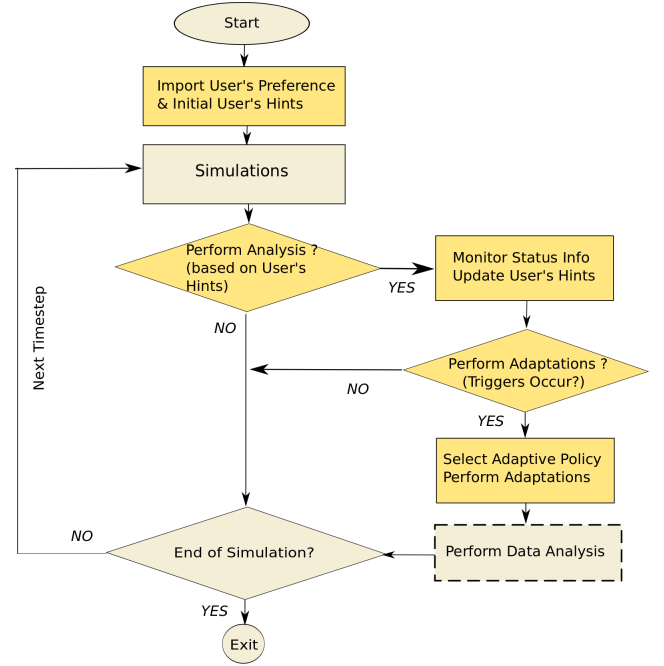 Start
Import User's Preference
& Initial User's Hints
Simulations
Perform Analysis ?
(based on User's
Hints)
YES
Monitor Status Info
Update User's Hints
NO
Next Timestep
Perform Adaptations ?
(Triggers Occur?)
NO
YES
Select Adaptive Policy
Perform Adaptations
NO
End of Simulation?
Perform Data Analysis
YES
Exit